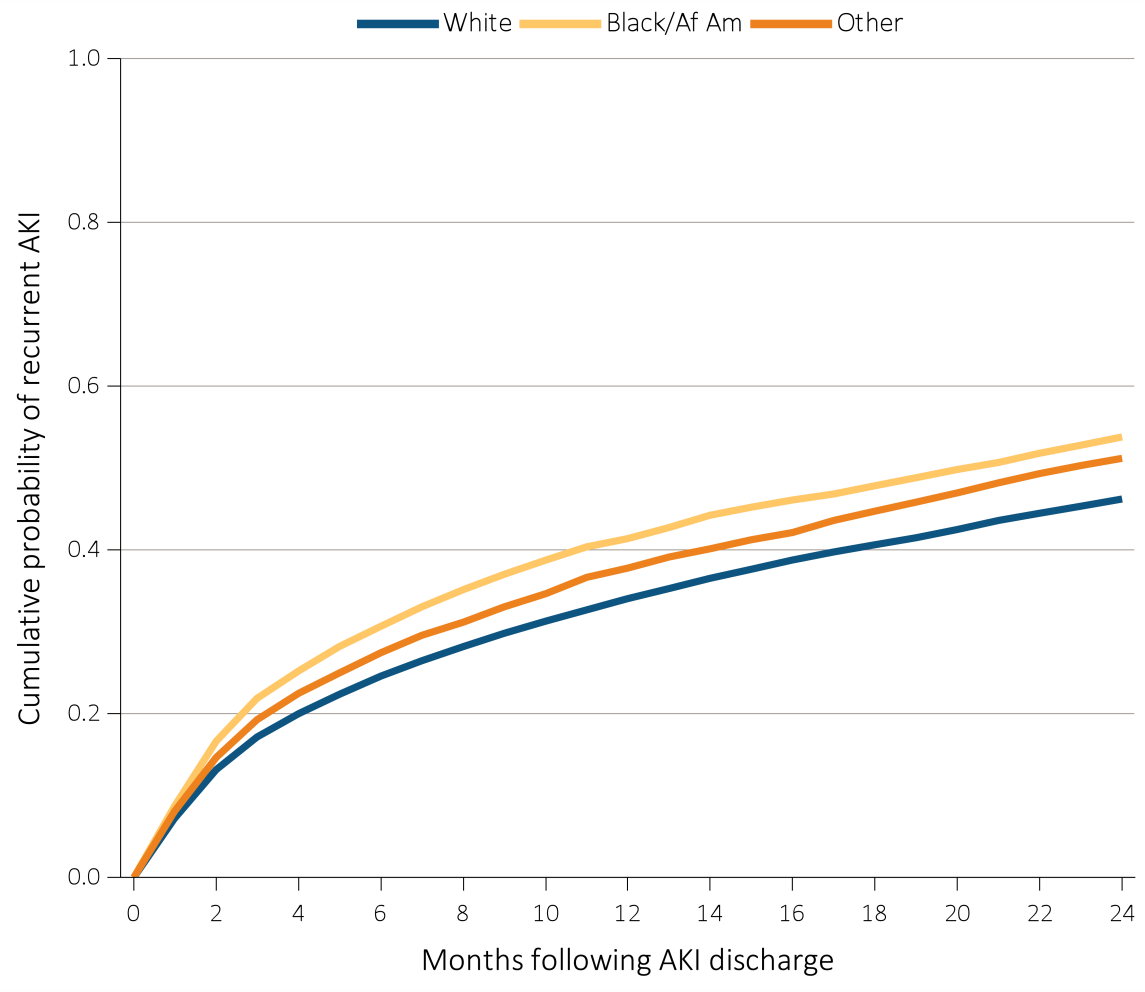 White Black/Af Am Other
1.0
0.8
0.6
0.4
0.2
0.0
Cumulative probability of recurrent AKI
0 2 4 6 8 10 12 14 16 18 20 22 24
Months following AKI discharge